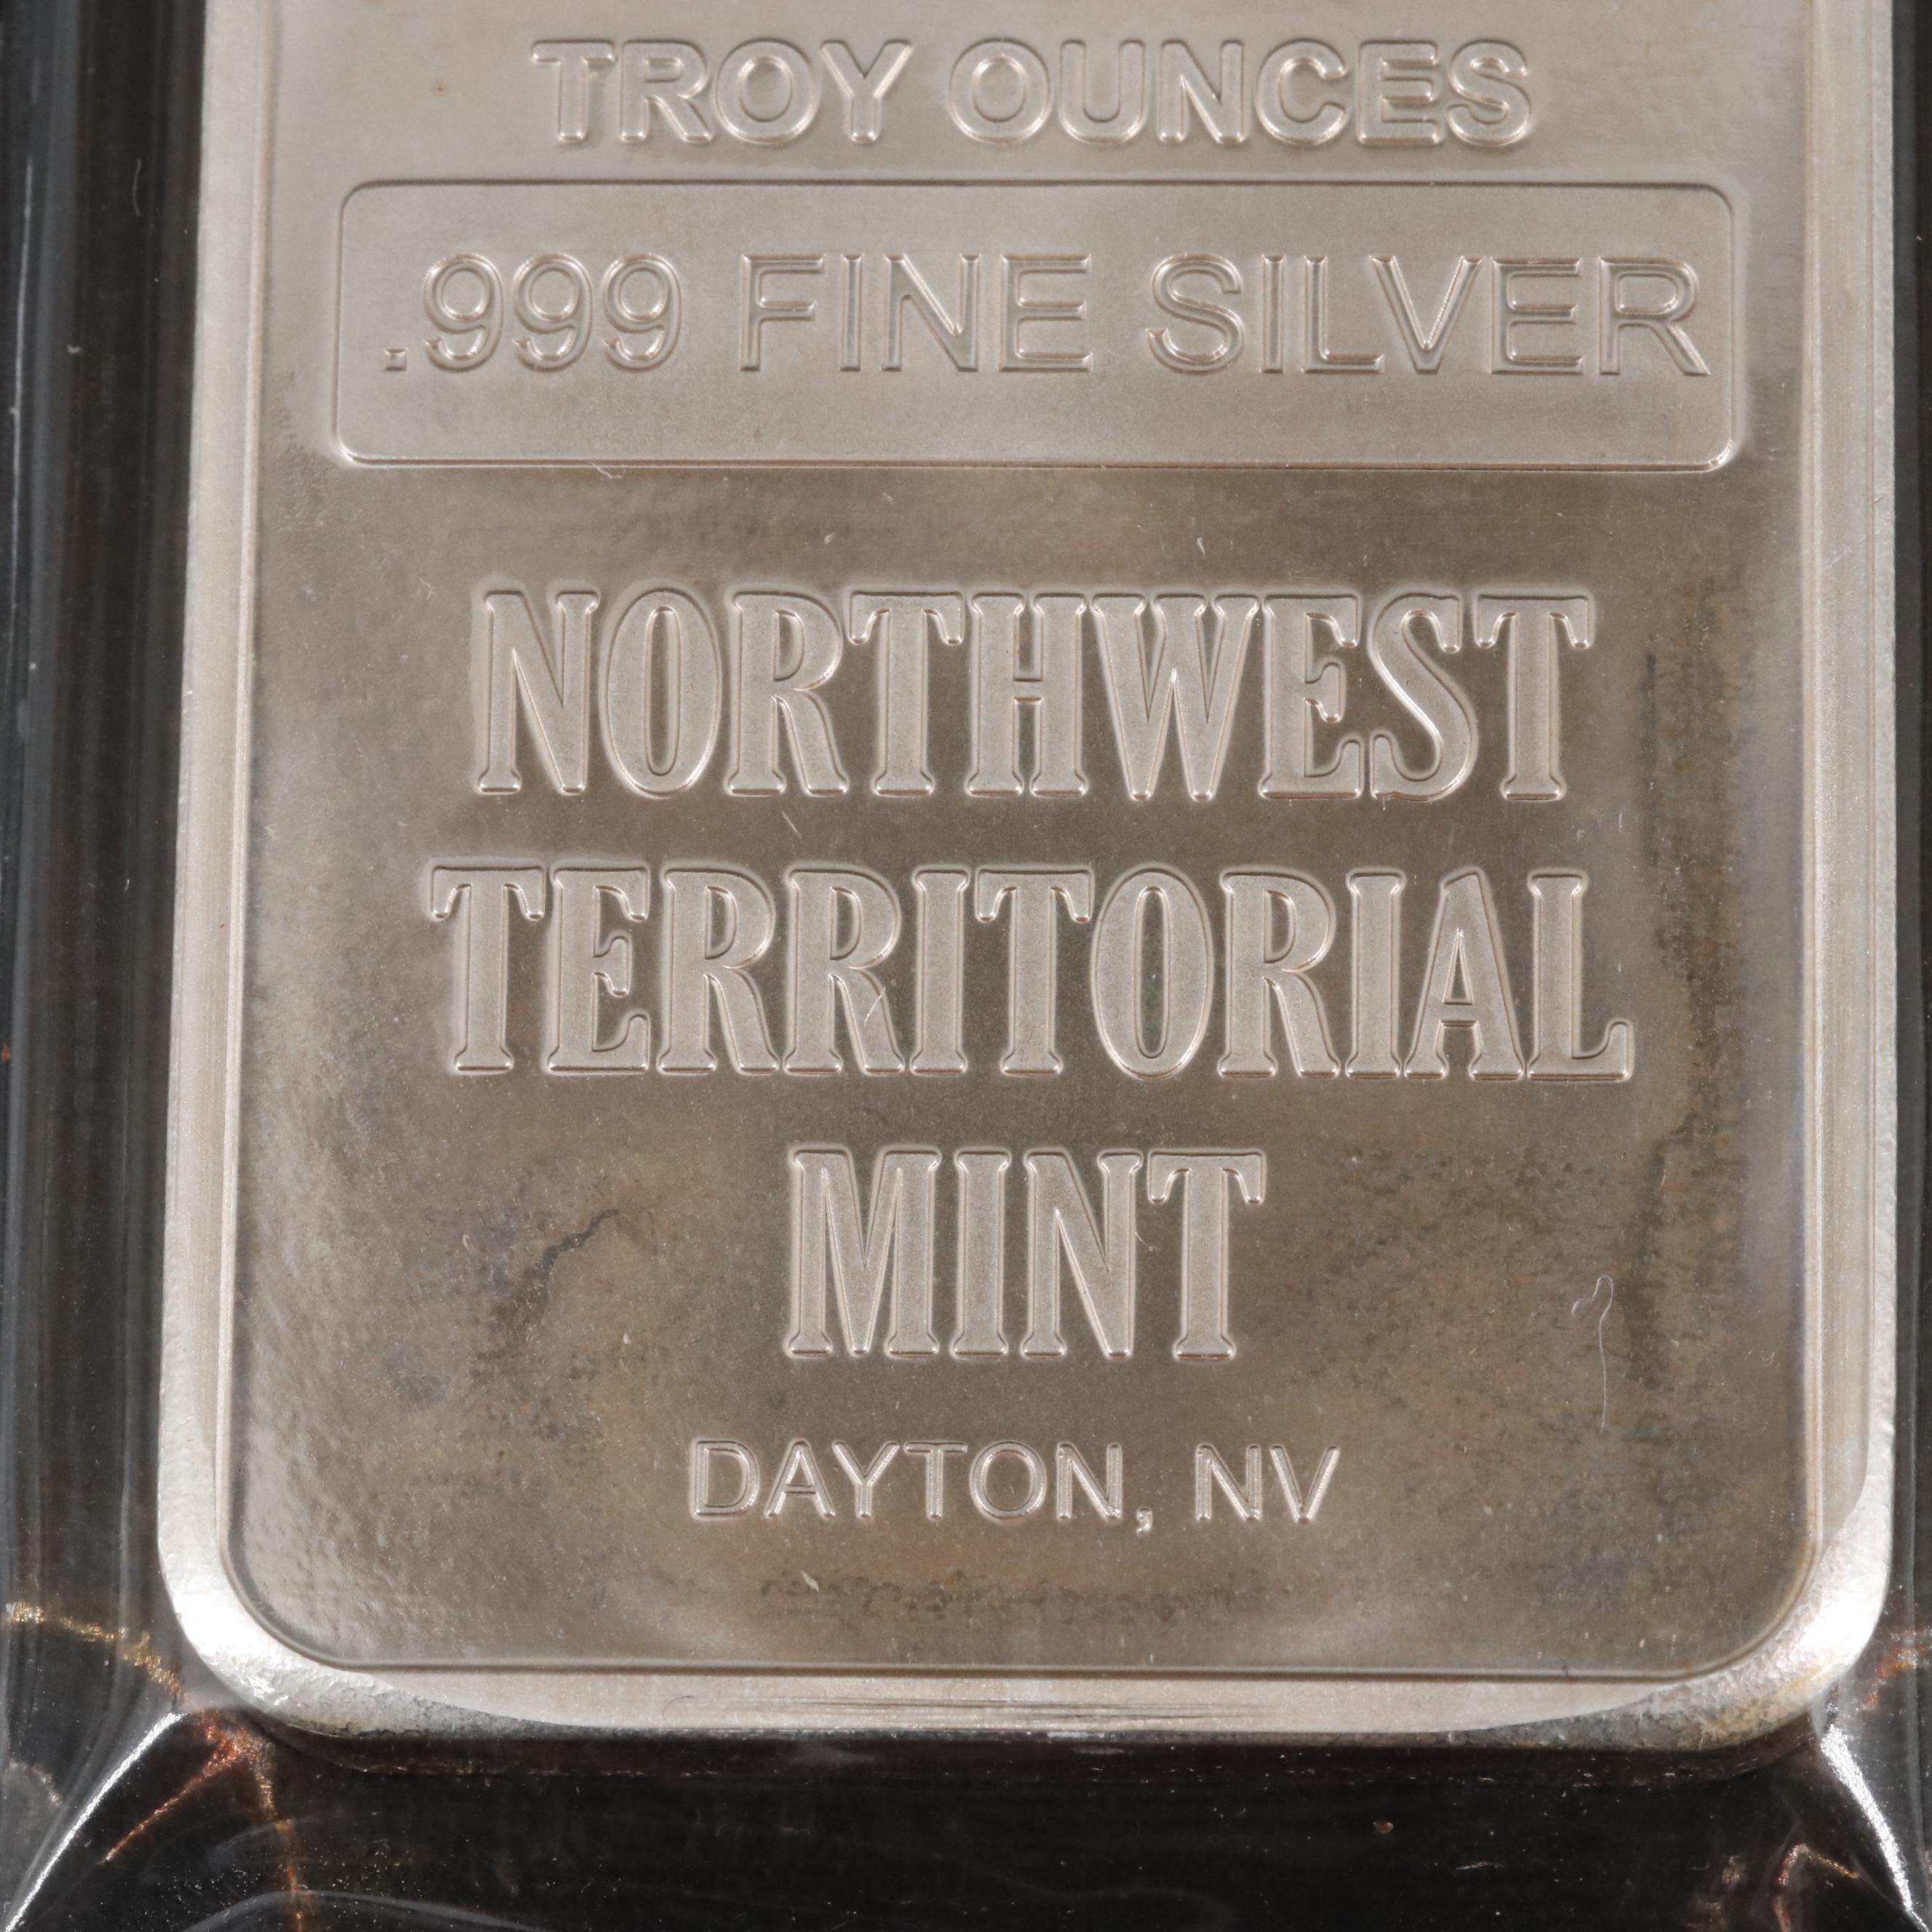 TROY OUNCES
.999 FINE SILVER
NORTHWEST
TERRITORIAL
MINT
DAYTON, NV